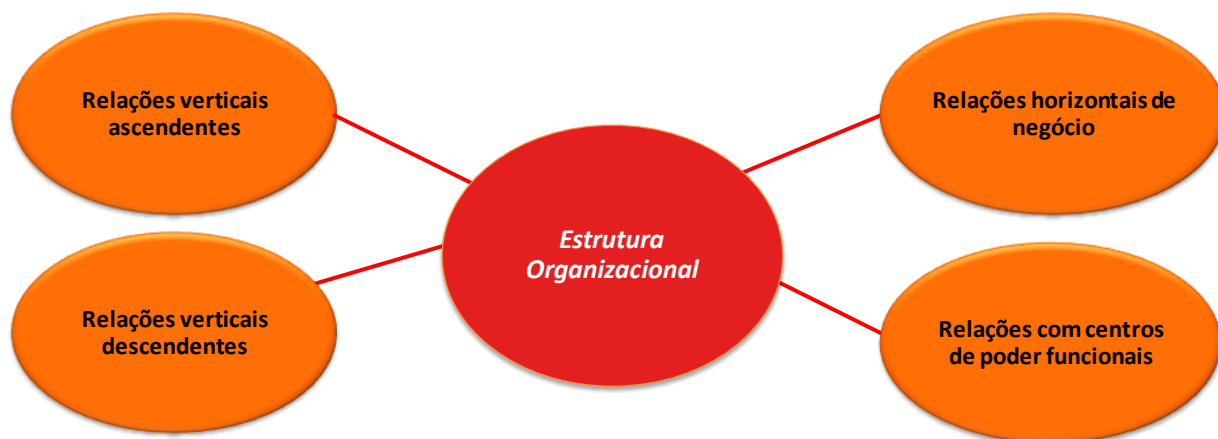 Relações verticais
ascendentes
Relações horizontais de
negócio
Estrutura
Organizacional
Relações verticais
descendentes
Relações com centros
de poder funcionais